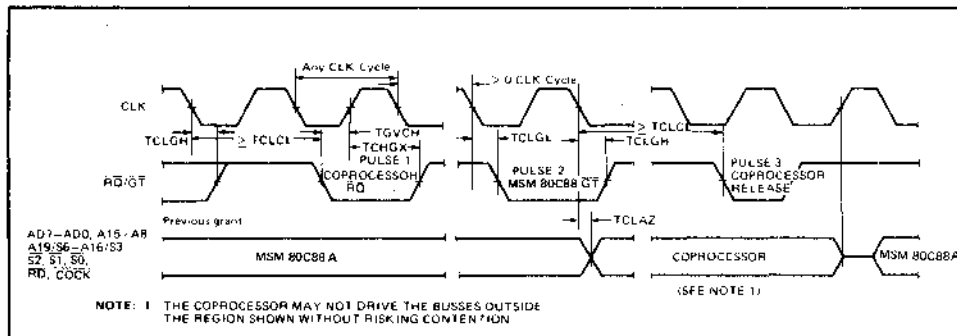 Any CLK Cycle
> 0 CLK Cycle
CLK
TCLGH
≥ TCLCL
TGVCH
TCHGX
TCLGL
TCLGH
≥ TCLCL
PULSE 1
COPROCESSOR
RQ
PULSE 2
MSM 80C88 GT
PULSE 3
COPROCESSOR
RELEASE
RQ/GT
Previous grant
TCLAZ
AD7-AD0, A15-A8
A19/S6-A16/S3
S2, S1, S0,
RD, LOCK
MSM 80C88A
COPROCESSOR
MSM 80C88A
(SEE NOTE 1)
NOTE: 1 THE COPROCESSOR MAY NOT DRIVE THE BUSSES OUTSIDE
THE REGION SHOWN WITHOUT RISKING CONTENTION